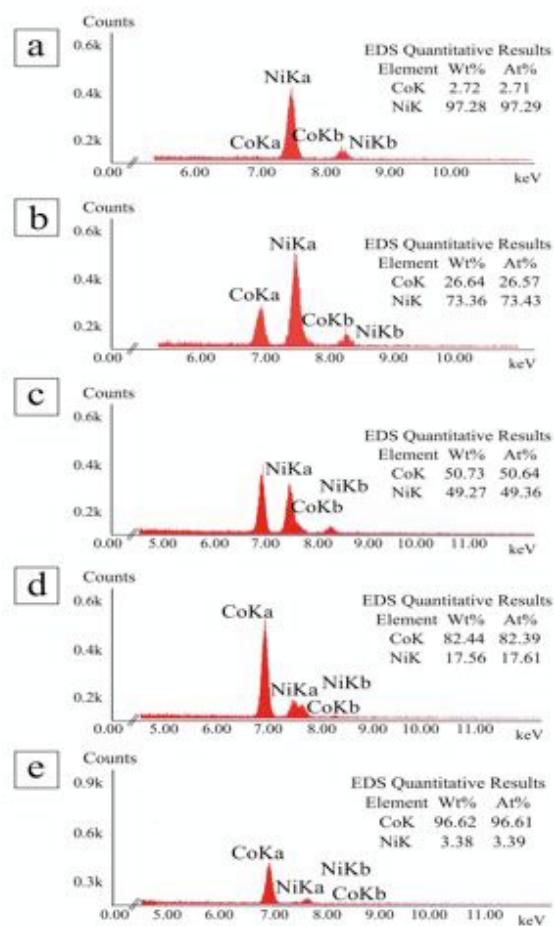 a
Counts
0.6k
0.4k
0.2k
NiKa
CoKa
CoKb
NiKb
EDS Quantitative Results
Element Wt% At%
CoK 2.72 2.71
NiK 97.28 97.29
0.00 6.00 7.00 8.00 9.00 10.00
keV
b
Counts
0.6k
0.4k
0.2k
NiKa
CoKa
CoKb
NiKb
EDS Quantitative Results
Element Wt% At%
CoK 26.64 26.57
NiK 73.36 73.43
0.00 6.00 7.00 8.00 9.00 10.00
keV
c
Counts
0.6k
0.4k
0.2k
NiKa
NiKb
CoKb
EDS Quantitative Results
Element Wt% At%
CoK 50.73 50.64
NiK 49.27 49.36
0.00 5.00 6.00 7.00 8.00 9.00 10.00 11.00
keV
d
Counts
0.6k
0.4k
0.2k
CoKa
NiKa
NiKb
CoKb
EDS Quantitative Results
Element Wt% At%
CoK 82.44 82.39
NiK 17.56 17.61
0.00 5.00 6.00 7.00 8.00 9.00 10.00 11.00
keV
e
Counts
0.9k
0.6k
0.3k
CoKa
NiKa
NiKb
CoKb
EDS Quantitative Results
Element Wt% At%
CoK 96.62 96.61
NiK 3.38 3.39
0.00 6.00 7.00 8.00 9.00 10.00 11.00
keV